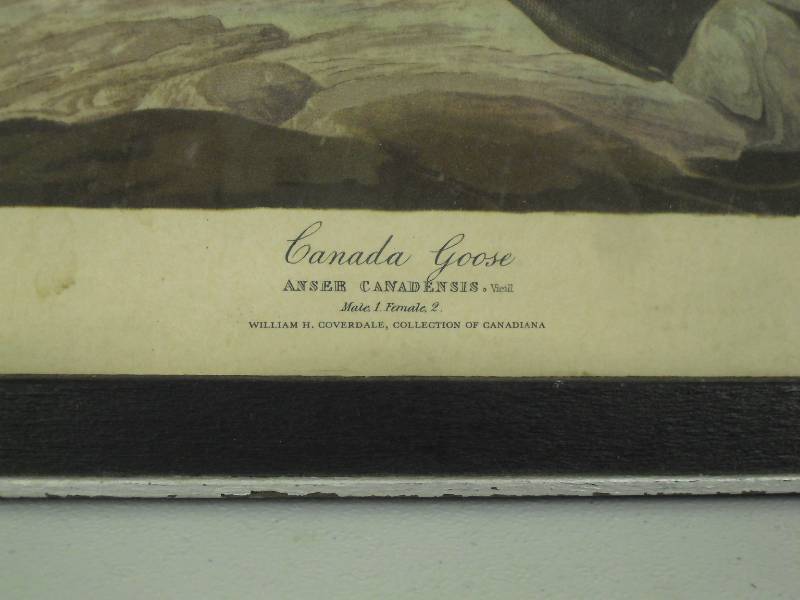 Canada Goose
ANSER CANADENSIS. Vieill.
Male, 1. Female, 2.
WILLIAM H. COVERDALE, COLLECTION OF CANADIANA